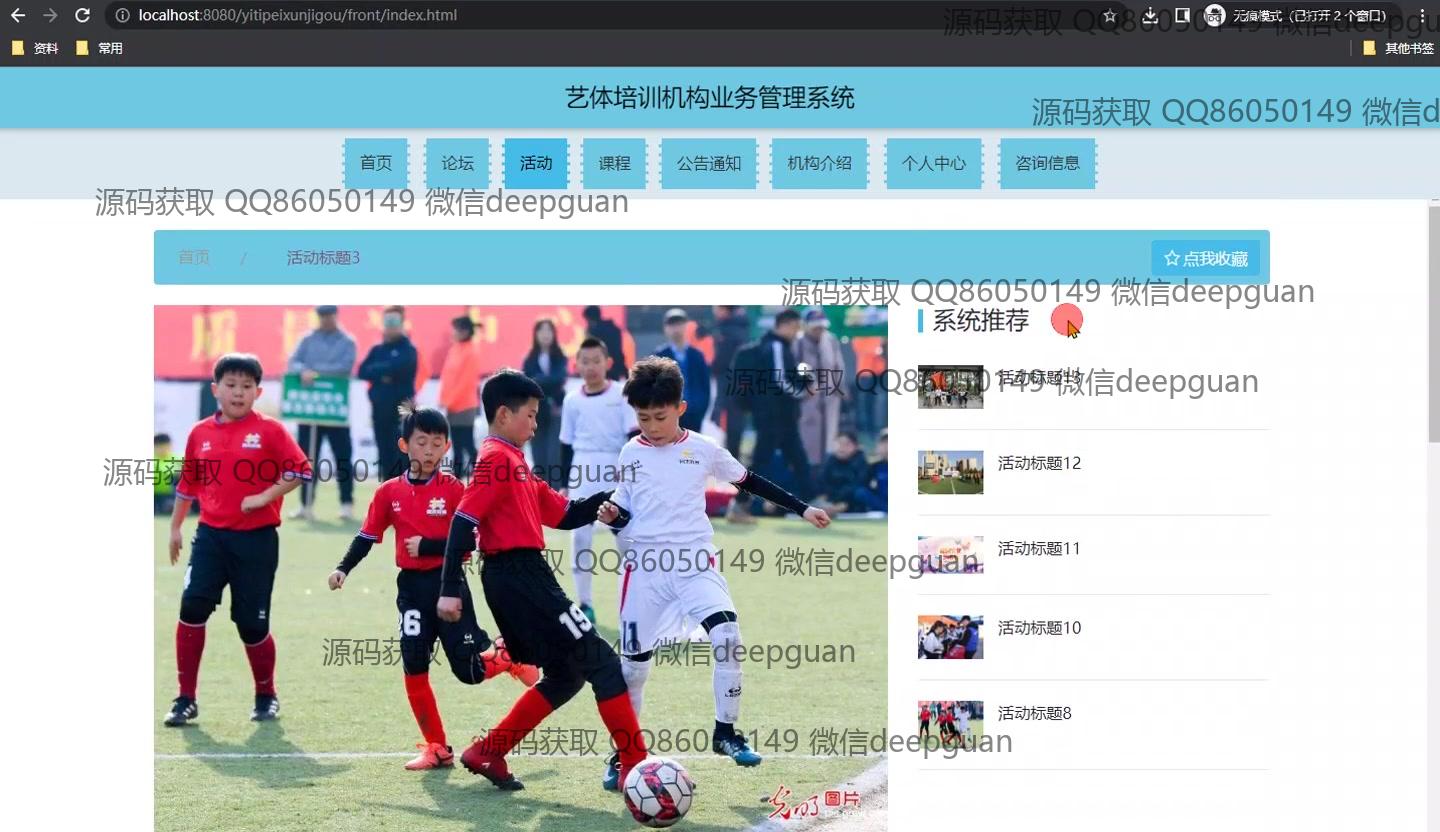 localhost:8080/yitipeixunjigou/front/index.html
无痕模式（已打开 2 个窗口）
资料
常用
其他书签
源码获取 QQ86050149 微信deepgu
艺体培训机构业务管理系统
源码获取 QQ86050149 微信d
首页
论坛
活动
课程
公告通知
机构介绍
个人中心
咨询信息
源码获取 QQ86050149 微信deepguan
首页 / 活动标题3
点我收藏
源码获取 QQ86050149 微信deepguan
系统推荐
活动标题13
源码获取 QQ86050149 微信deepguan
活动标题12
源码获取 QQ86050149 微信deepguan
活动标题11
源码获取 QQ86050149 微信deepguan
活动标题10
源码获取 QQ86050149 微信deepguan
活动标题8
源码获取 QQ86050149 微信deepguan
26
19
光明图片